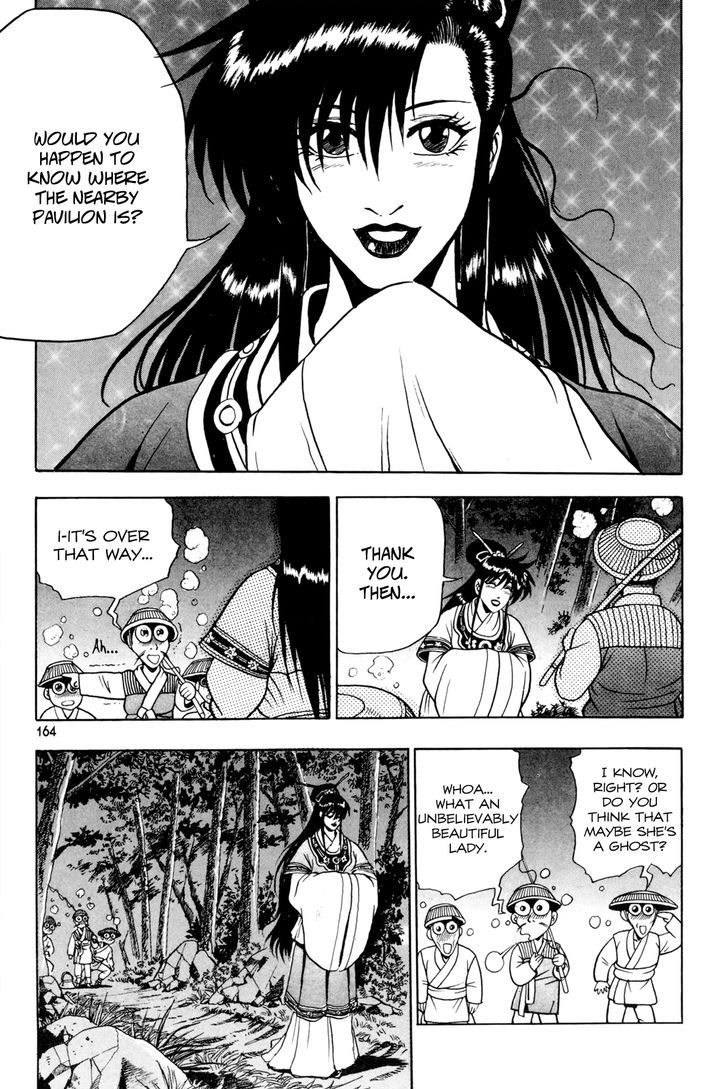 WOULD YOU
HAPPEN TO
KNOW WHERE
THE NEARBY
PAVILION IS?
THANK
YOU.
THEN...
I-IT'S OVER
THAT WAY...
Ah...
164
I KNOW,
RIGHT? OR
DO YOU
THINK THAT
MAYBE SHE'S
A GHOST?
WHOA...
WHAT AN
UNBELIEVABLY
BEAUTIFUL
LADY.